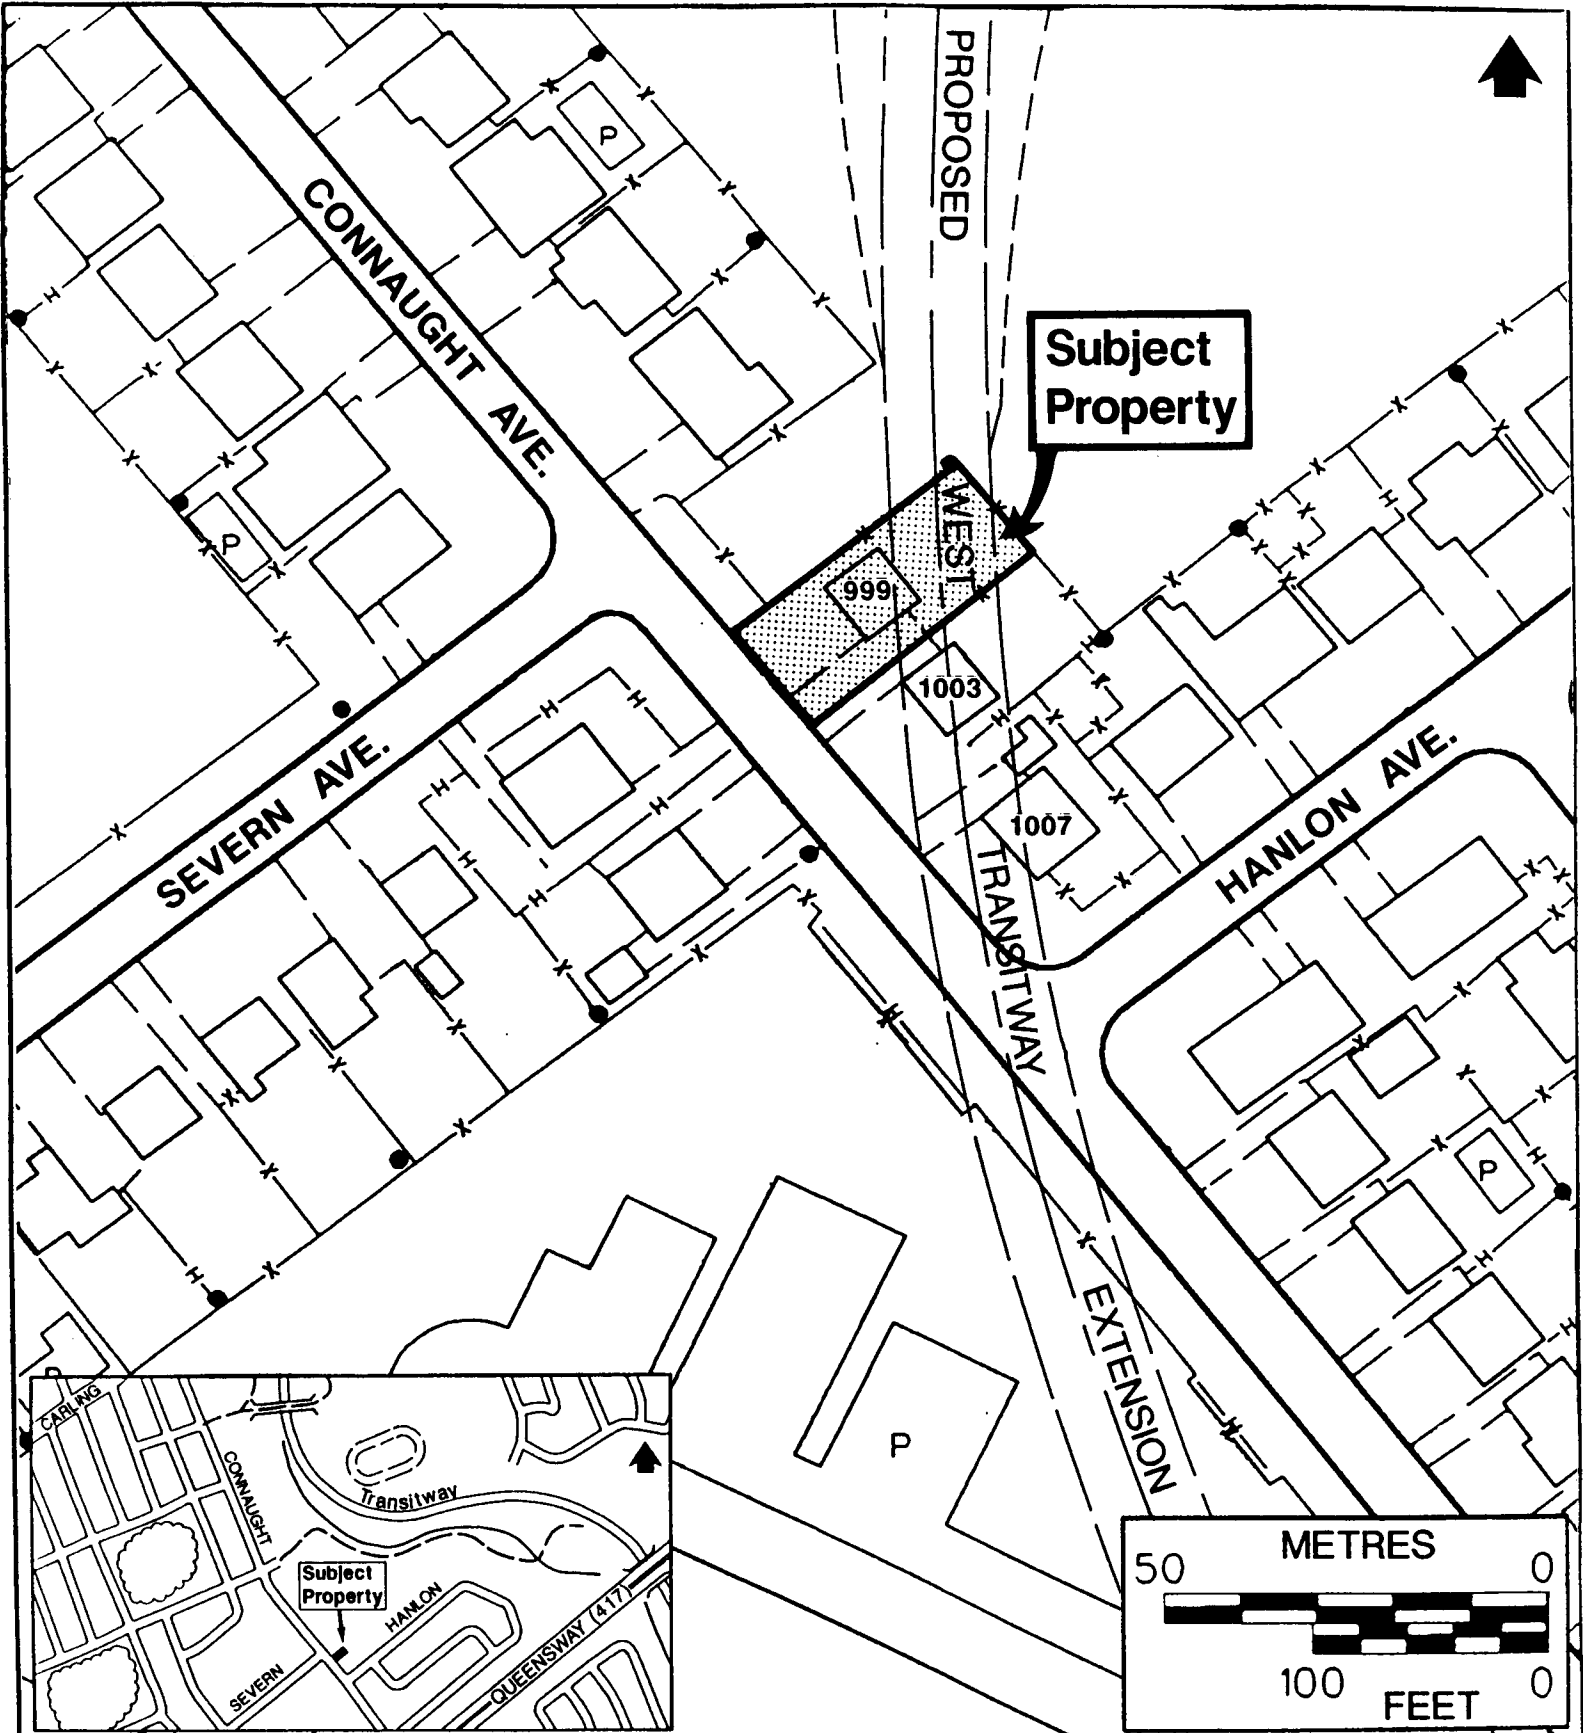 PROPOSED
P
CONNAUGHT AVE.
Subject
Property
WEST
P
999
1003
1007
SEVERN AVE.
HANLON AVE.
TRANSITWAY
P
EXTENSION
P
CARLING
CONNAUGHT
Transitway
Subject
Property
HANLON
SEVERN
QUEENSWAY (417)
METRES
50 0
100 0
FEET